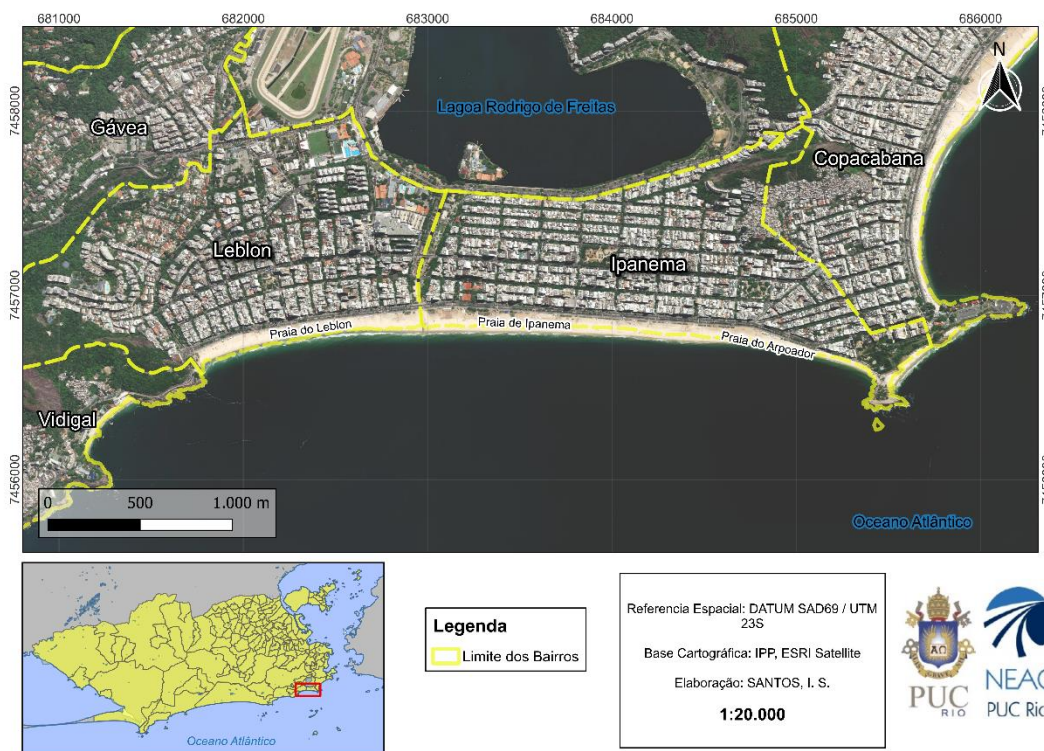 681000
682000
683000
684000
685000
686000
N
7458000
Lagoa Rodrigo de Freitas
Gávea
Copacabana
Leblon
Ipanema
7457000
7457000
Praia do Leblon
Praia de Ipanema
Praia do Arpoador
Vidigal
7456000
0
500
1.000 m
Oceano Atlântico
Oceano Atlântico
Legenda
Limite dos Bairros
Referencia Espacial: DATUM SAD69 / UTM
23S
Base Cartográfica: IPP, ESRI Satellite
Elaboração: SANTOS, I. S.
1:20.000
ΑΩ
PUC
RIO
NEAC
PUC Rio